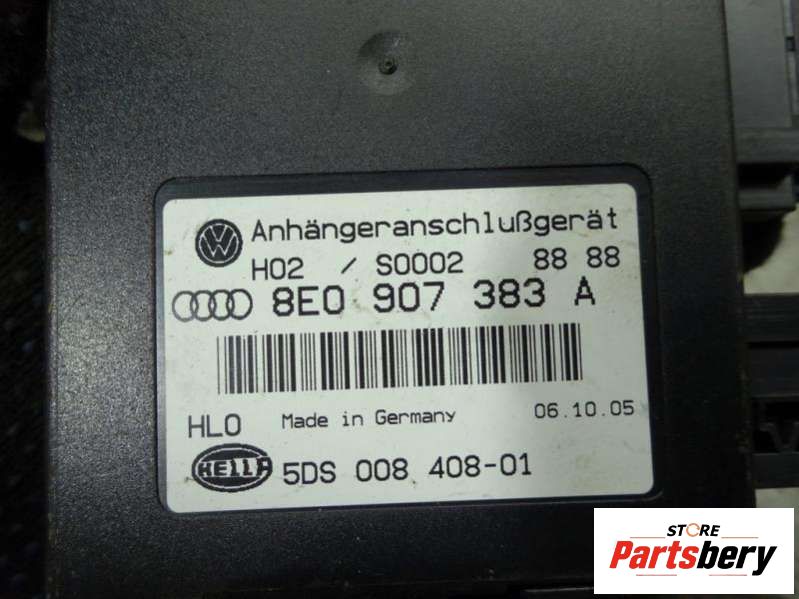 VW
Anhängeranschlußgerät
H02 / S0002 88 88
8E0 907 383 A
HLO Made in Germany 06.10.05
HELLA 5DS 008 408-01
STORE
Partsbery